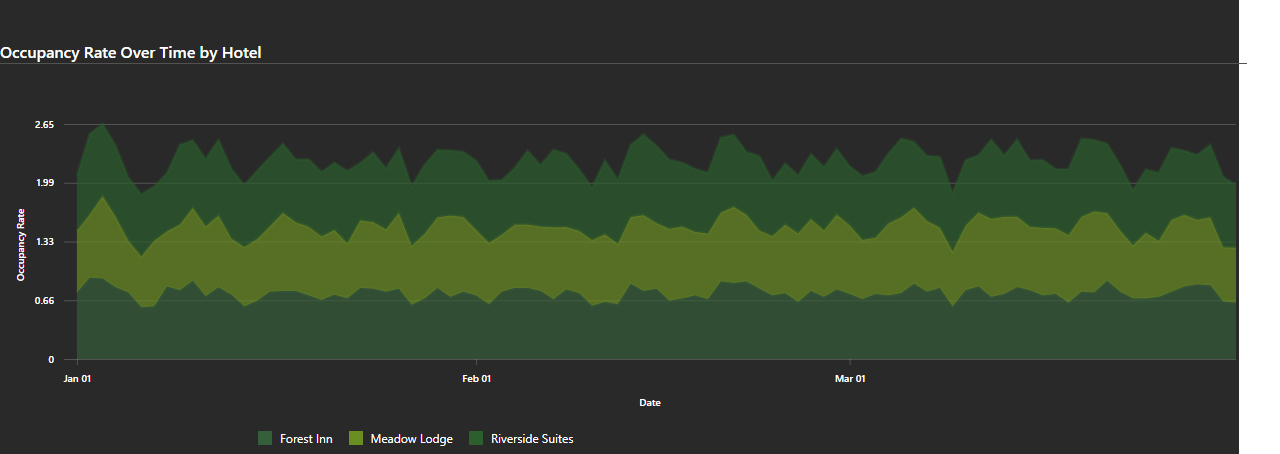 Occupancy Rate Over Time by Hotel
2.65
1.99
1.33
0.66
0
Occupancy Rate
Jan 01 Feb 01 Mar 01
Date
Forest Inn Meadow Lodge Riverside Suites